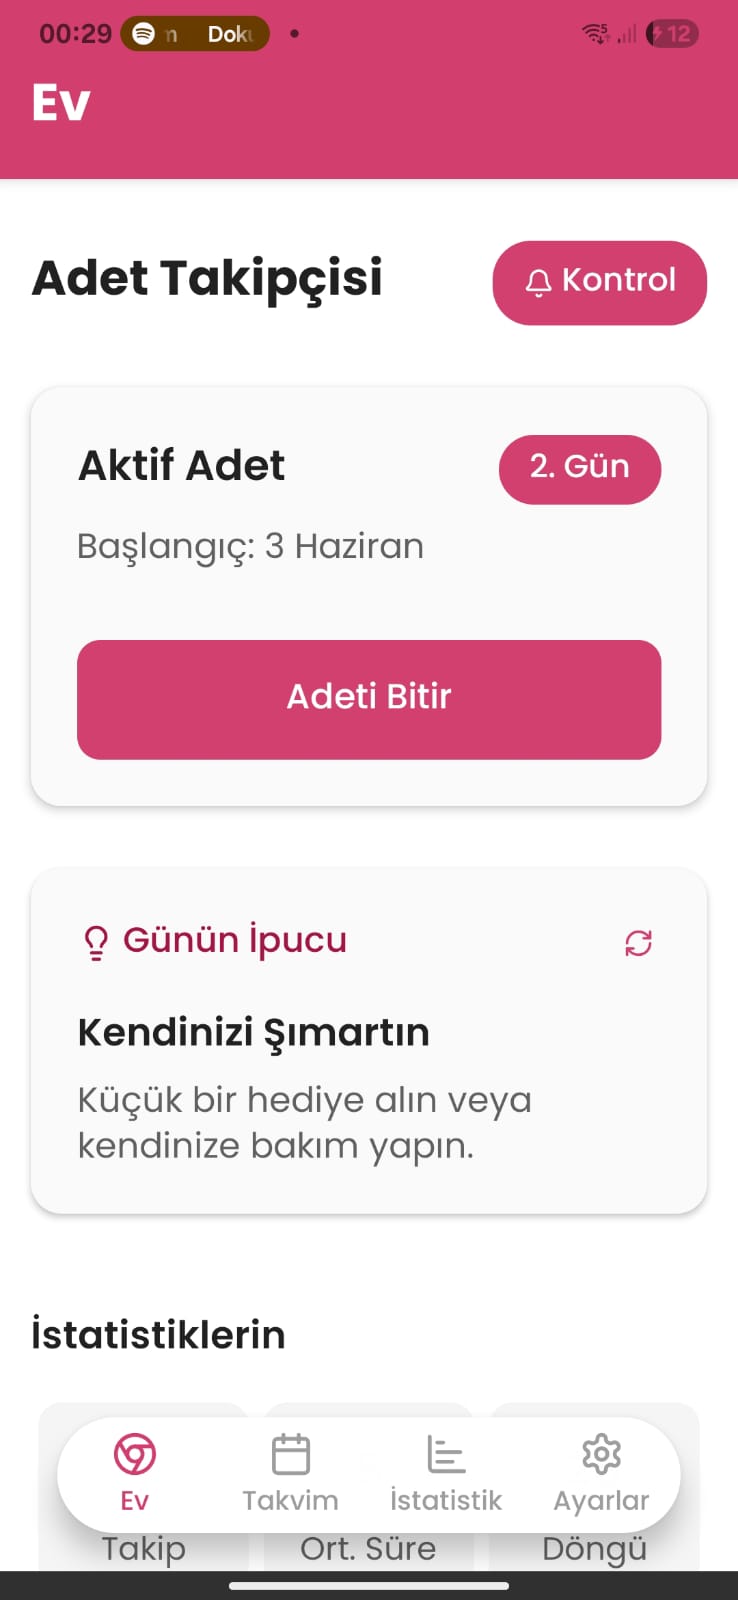 00:29
12
Ev
Adet Takipçisi
Kontrol
Aktif Adet
2. Gün
Başlangıç: 3 Haziran
Adeti Bitir
Günün İpucu
Kendinizi Şımartın
Küçük bir hediye alın veya
kendinize bakım yapın.
İstatistiklerin
Ev
Takvim
İstatistik
Ayarlar
Takip
Ort. Süre
Döngü